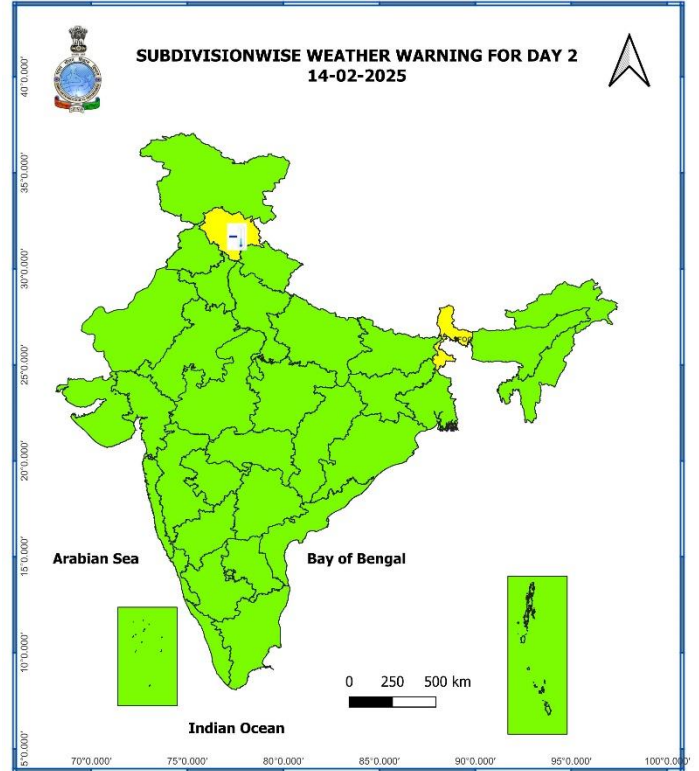 SUBDIVISIONWISE WEATHER WARNING FOR DAY 2
14-02-2025
40°0.000'
35°0.000'
30°0.000'
25°0.000'
20°0.000'
15°0.000'
10°0.000'
5°0.000'
Arabian Sea
Bay of Bengal
0 250 500 km
Indian Ocean
70°0.000' 75°0.000' 80°0.000' 85°0.000' 90°0.000' 95°0.000' 100°0.000'